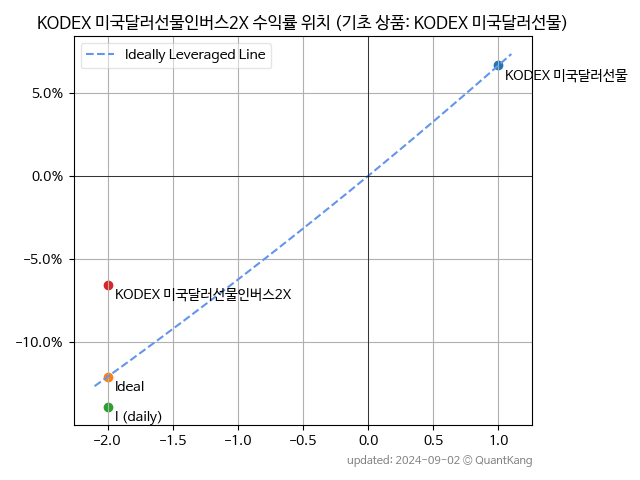 KODEX 미국달러선물인버스2X 수익률 위치 (기초 상품: KODEX 미국달러선물)
Ideally Leveraged Line
KODEX 미국달러선물
5.0%
0.0%
−5.0%
KODEX 미국달러선물인버스2X
−10.0%
Ideal
I (daily)
−2.0 −1.5 −1.0 −0.5 0.0 0.5 1.0
updated: 2024-09-02 © QuantKang